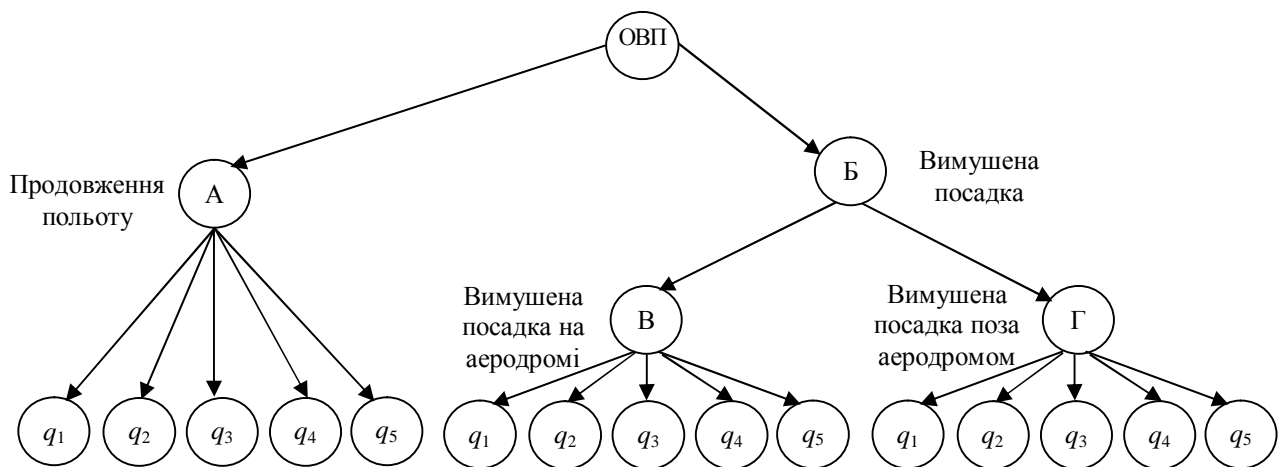 ОВП
А
Продовження
польоту
Б
Вимушена
посадка
Вимушена
посадка на
аеродромі
В
Вимушена
посадка поза
аеродромом
Г
q1 q2 q3 q4 q5
q1 q2 q3 q4 q5
q1 q2 q3 q4 q5